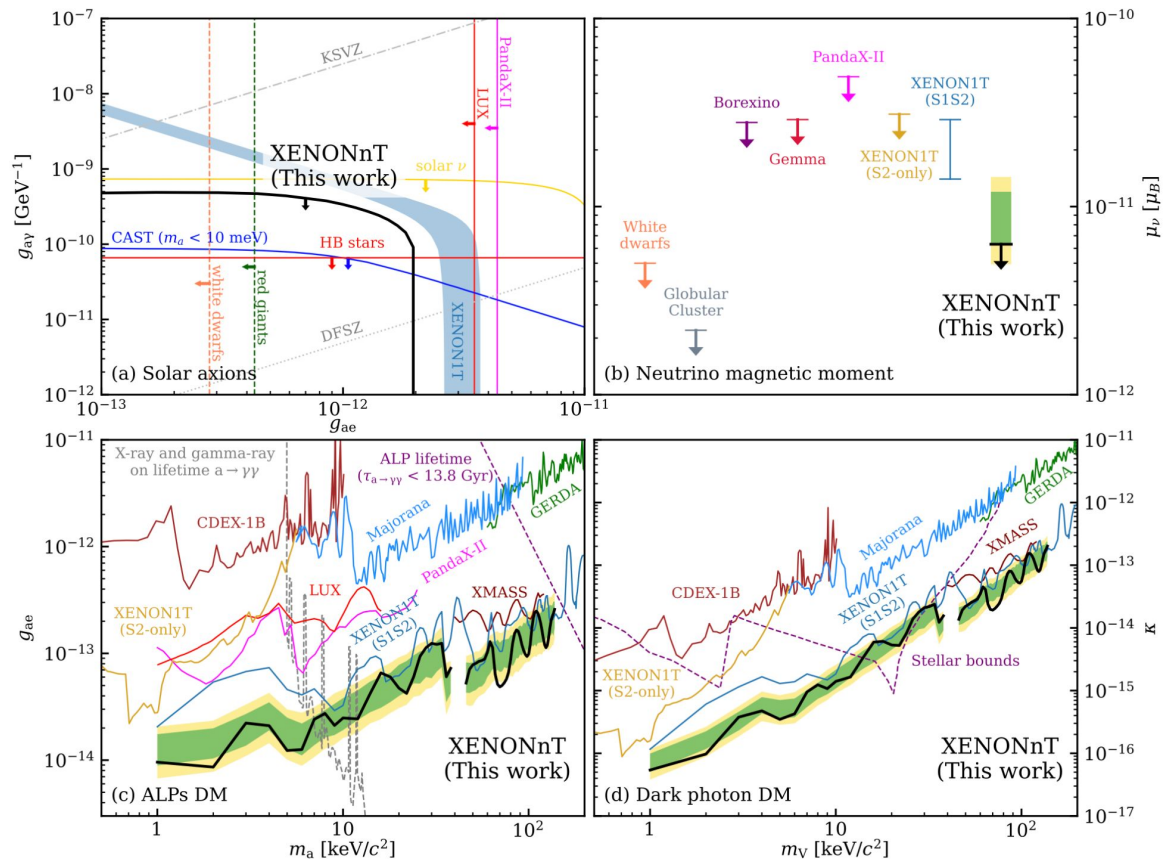 10⁻⁷
10⁻⁸
10⁻⁹
10⁻¹⁰
10⁻¹¹
10⁻¹²
g_aγ [GeV⁻¹]
KSVZ
PandaX-II
LUX
XENONnT
(This work)
solar ν
CAST (m_a < 10 meV)
HB stars
white dwarfs
red giants
DFSZ
XENON1T
(a) Solar axions
10⁻¹³
10⁻¹²
10⁻¹¹
g_ae
PandaX-II
Borexino
Gemma
XENON1T
(S1S2)
XENON1T
(S2-only)
White
dwarfs
Globular
Cluster
XENONnT
(This work)
(b) Neutrino magnetic moment
10⁻¹⁰
10⁻¹¹
10⁻¹²
μ_ν [μ_B]
10⁻¹¹
10⁻¹²
10⁻¹³
10⁻¹⁴
g_ae
X-ray and gamma-ray
on lifetime a→γγ
ALP lifetime
(τ_a→γγ < 13.8 Gyr)
CDEX-1B
Majorana
GERDA
PandaX-II
LUX
XMASS
XENON1T
(S2-only)
XENON1T
(S1S2)
XENONnT
(This work)
(c) ALPs DM
1
10
10²
m_a [keV/c²]
GERDA
Majorana
XMASS
CDEX-1B
XENON1T
(S1S2)
XENON1T
(S2-only)
Stellar bounds
XENONnT
(This work)
(d) Dark photon DM
1
10
10²
m_V [keV/c²]
10⁻¹¹
10⁻¹²
10⁻¹³
10⁻¹⁴
10⁻¹⁵
10⁻¹⁶
10⁻¹⁷
κ